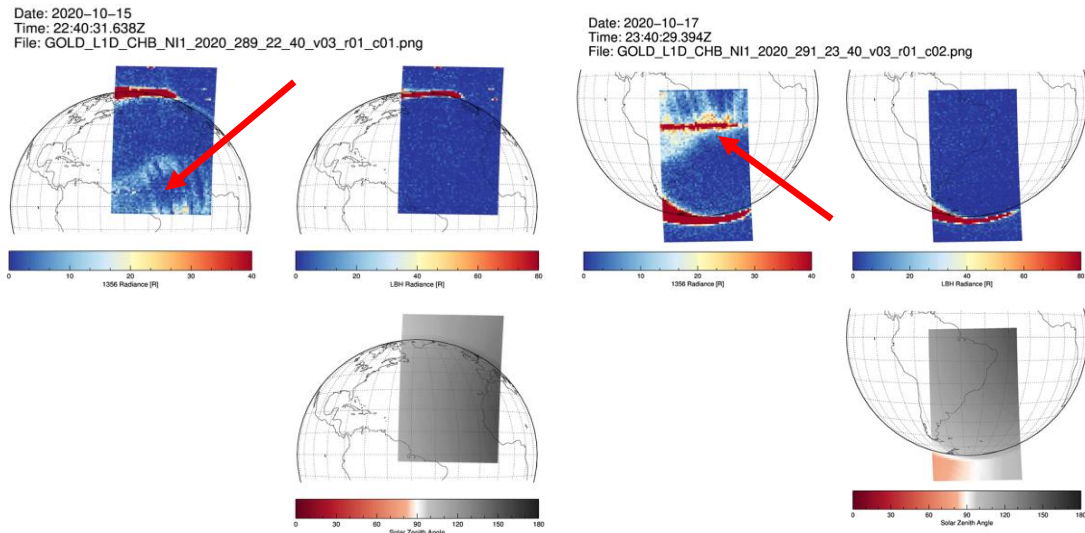 Date: 2020-10-15
Time: 22:40:31.638Z
File: GOLD_L1D_CHB_NI1_2020_289_22_40_v03_r01_c01.png
0 10 20 30 40
1356 Radiance [R]
0 20 40 60 80
LBH Radiance [R]
0 30 60 90 120 150 180
Solar Zenith Angle
Date: 2020-10-17
Time: 23:40:29.394Z
File: GOLD_L1D_CHB_NI1_2020_291_23_40_v03_r01_c02.png
0 10 20 30 40
1356 Radiance [R]
0 20 40 60 80
LBH Radiance [R]
0 30 60 90 120 150 180
Solar Zenith Angle